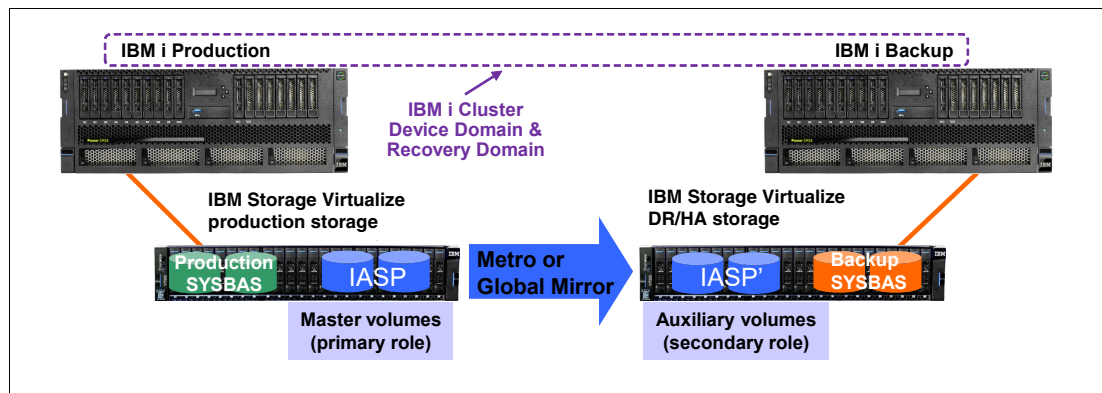 IBM i Production
IBM i Backup
IBM i Cluster
Device Domain &
Recovery Domain
IBM Storage Virtualize
production storage
IBM Storage Virtualize
DR/HA storage
Production
SYSBAS
IASP
Metro or
Global Mirror
IASP'
Backup
SYSBAS
Master volumes
(primary role)
Auxiliary volumes
(secondary role)